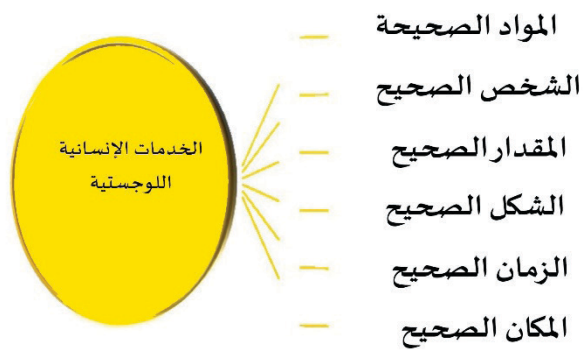 المواد الصحيحة
الشخص الصحيح
المقدار الصحيح
الشكل الصحيح
الزمان الصحيح
المكان الصحيح
الخدمات الإنسانية
اللوجستية